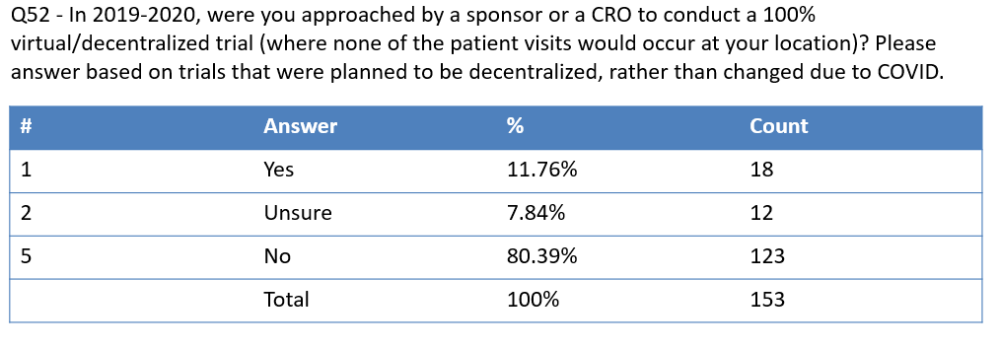 Q52 - In 2019-2020, were you approached by a sponsor or a CRO to conduct a 100%
virtual/decentralized trial (where none of the patient visits would occur at your location)? Please
answer based on trials that were planned to be decentralized, rather than changed due to COVID.
# Answer % Count
1 Yes 11.76% 18
2 Unsure 7.84% 12
5 No 80.39% 123
Total 100% 153